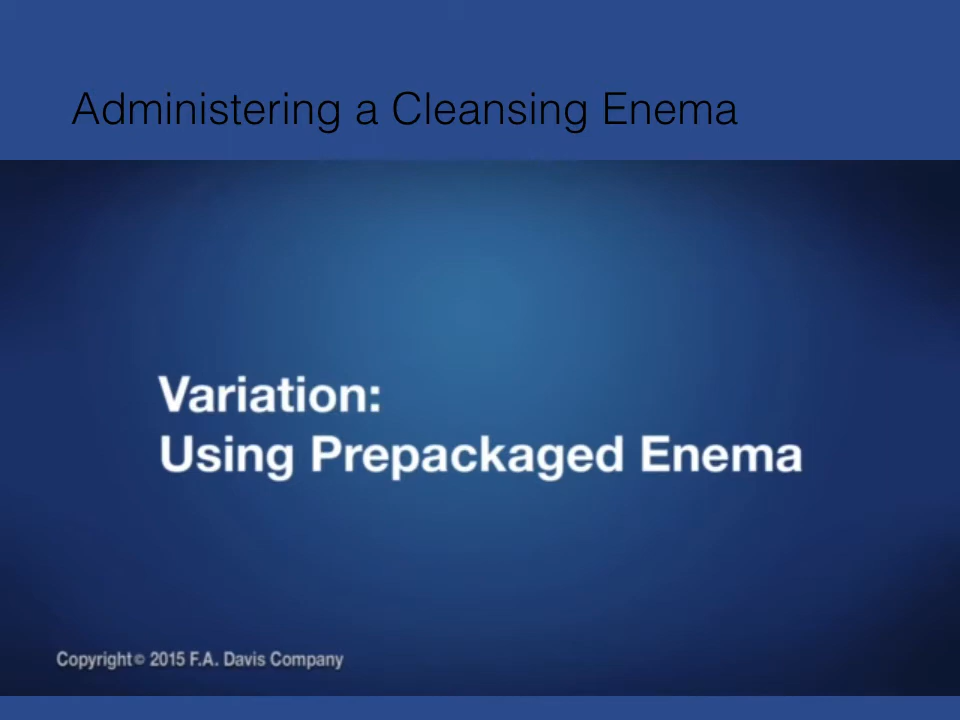 Administering a Cleansing Enema
Variation:
Using Prepackaged Enema
Copyright © 2015 F.A. Davis Company